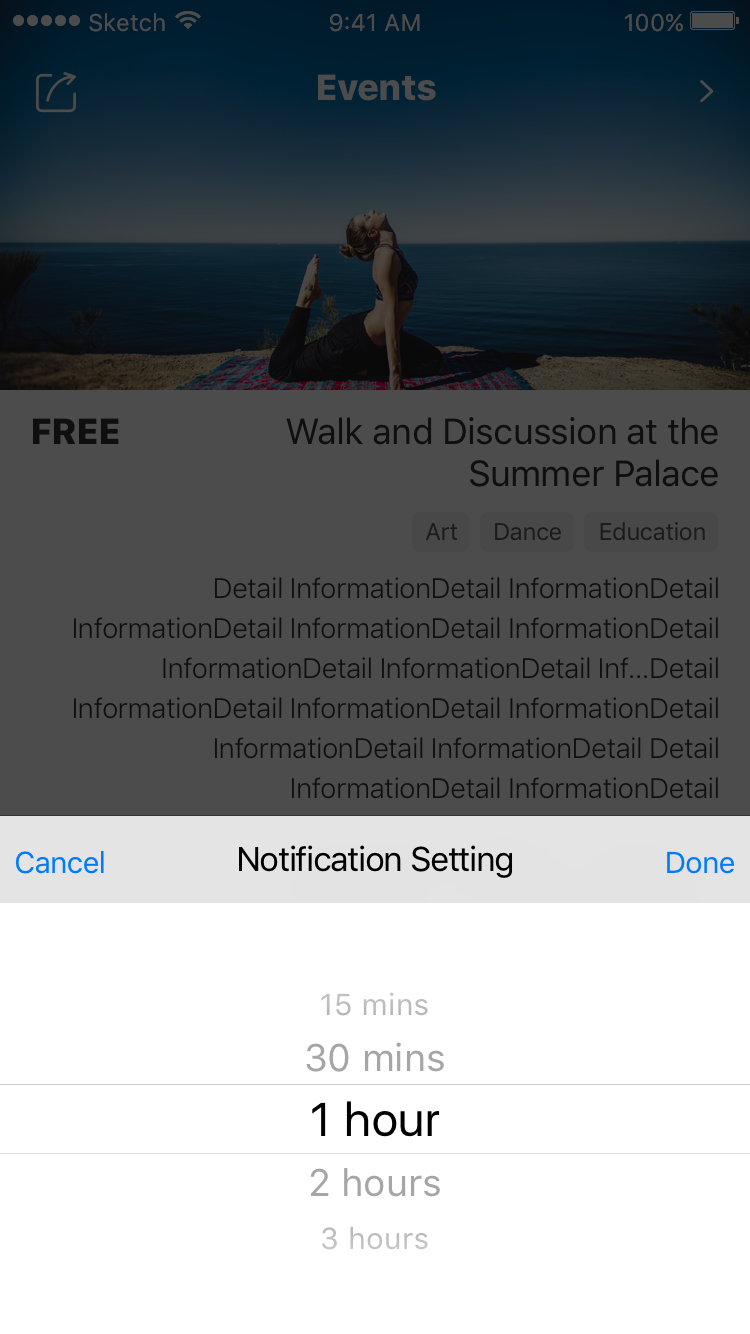 Sketch 9:41 AM 100%
Events
FREE
Walk and Discussion at the
Summer Palace
Art Dance Education
Detail InformationDetail InformationDetail
InformationDetail InformationDetail InformationDetail
InformationDetail InformationDetail Inf...Detail
InformationDetail InformationDetail InformationDetail
InformationDetail InformationDetail Detail
InformationDetail InformationDetail
Cancel Notification Setting Done
15 mins
30 mins
1 hour
2 hours
3 hours